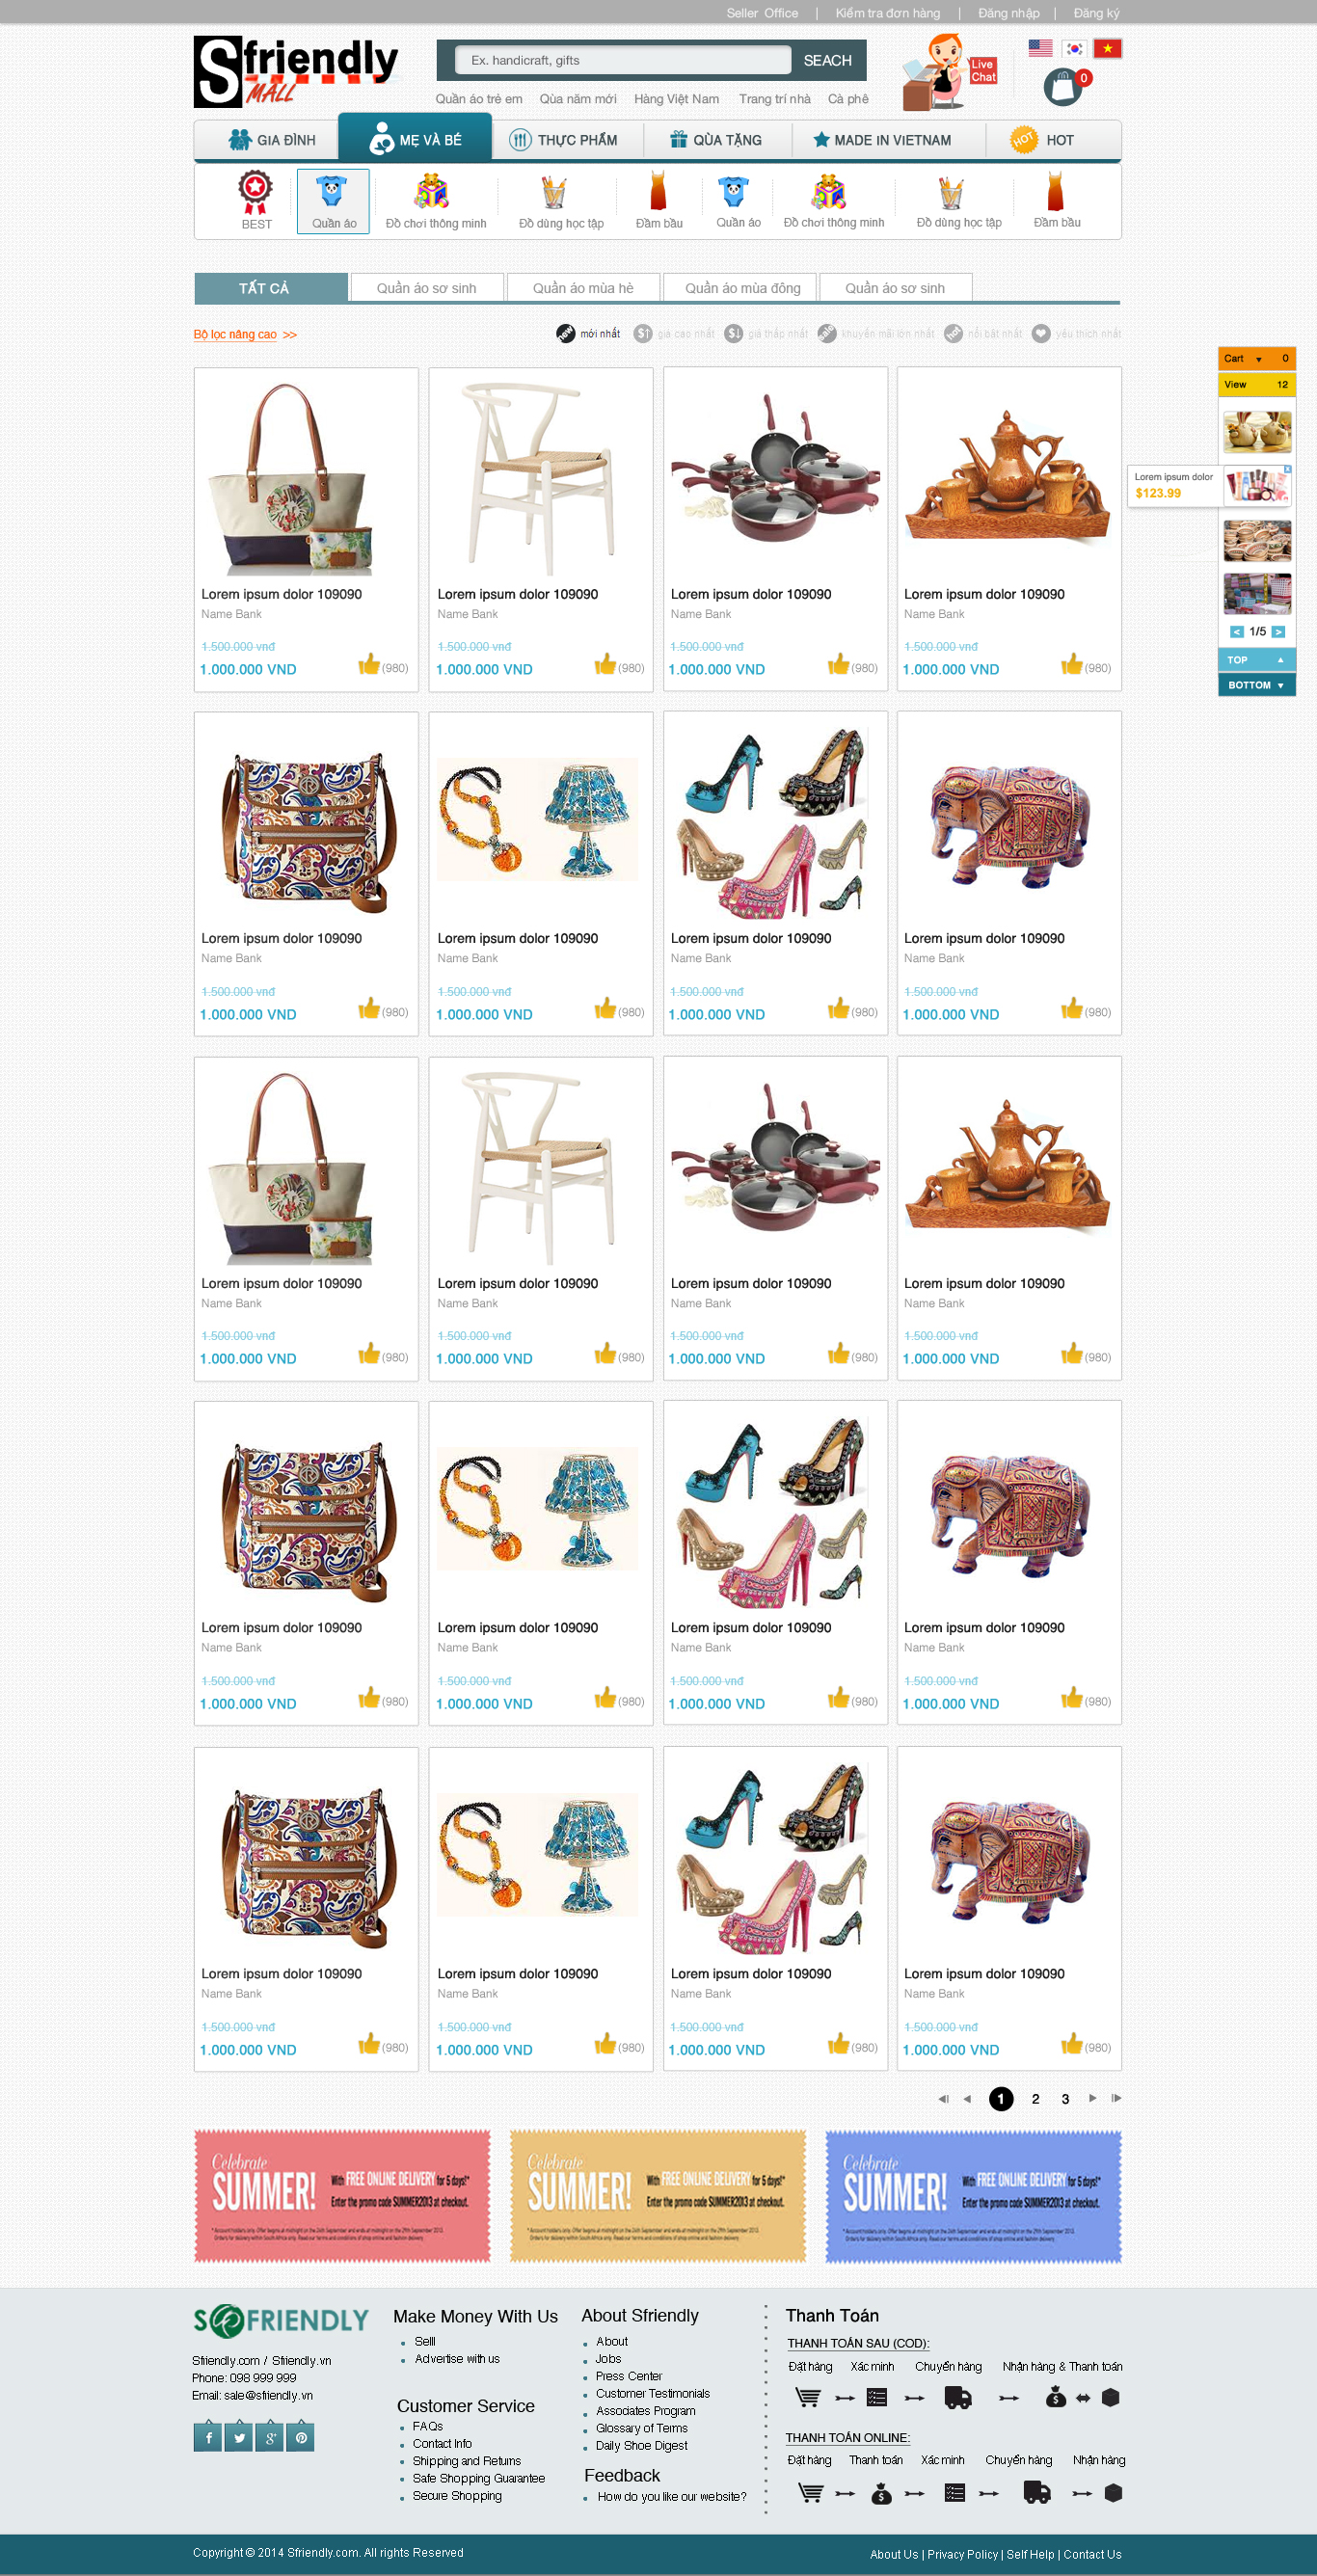 Seller Office | Kiểm tra đơn hàng | Đăng nhập | Đăng ký
Sfriendly
MALL
Ex. handicraft, gifts
SEACH
Live
Chat
0
Quần áo trẻ em Qùa năm mới Hàng Việt Nam Trang trí nhà Cà phê
GIA ĐÌNH
MẸ VÀ BÉ
THỰC PHẨM
QÙA TẶNG
MADE IN VIETNAM
HOT
HOT
BEST
Quần áo
Đồ chơi thông minh
Đồ dùng học tập
Đầm bầu
Quần áo
Đồ chơi thông minh
Đồ dùng học tập
Đầm bầu
TẤT CẢ
Quần áo sơ sinh
Quần áo mùa hè
Quần áo mùa đông
Quần áo sơ sinh
Bộ lọc nâng cao >>
mới nhất
giá cao nhất
giá thấp nhất
khuyến mãi lớn nhất
nổi bật nhất
yêu thích nhất
Cart 0
View 12
Lorem ipsum dolor
$123.99
< 1/5 >
TOP
BOTTOM
Lorem ipsum dolor 109090 Lorem ipsum dolor 109090 Lorem ipsum dolor 109090 Lorem ipsum dolor 109090
Name Bank Name Bank Name Bank Name Bank
1.500.000 vnđ 1.500.000 vnđ 1.500.000 vnđ 1.500.000 vnđ
1.000.000 VND (980) 1.000.000 VND (980) 1.000.000 VND (980) 1.000.000 VND (980)
Lorem ipsum dolor 109090 Lorem ipsum dolor 109090 Lorem ipsum dolor 109090 Lorem ipsum dolor 109090
Name Bank Name Bank Name Bank Name Bank
1.500.000 vnđ 1.500.000 vnđ 1.500.000 vnđ 1.500.000 vnđ
1.000.000 VND (980) 1.000.000 VND (980) 1.000.000 VND (980) 1.000.000 VND (980)
Lorem ipsum dolor 109090 Lorem ipsum dolor 109090 Lorem ipsum dolor 109090 Lorem ipsum dolor 109090
Name Bank Name Bank Name Bank Name Bank
1.500.000 vnđ 1.500.000 vnđ 1.500.000 vnđ 1.500.000 vnđ
1.000.000 VND (980) 1.000.000 VND (980) 1.000.000 VND (980) 1.000.000 VND (980)
Lorem ipsum dolor 109090 Lorem ipsum dolor 109090 Lorem ipsum dolor 109090 Lorem ipsum dolor 109090
Name Bank Name Bank Name Bank Name Bank
1.500.000 vnđ 1.500.000 vnđ 1.500.000 vnđ 1.500.000 vnđ
1.000.000 VND (980) 1.000.000 VND (980) 1.000.000 VND (980) 1.000.000 VND (980)
Lorem ipsum dolor 109090 Lorem ipsum dolor 109090 Lorem ipsum dolor 109090 Lorem ipsum dolor 109090
Name Bank Name Bank Name Bank Name Bank
1.500.000 vnđ 1.500.000 vnđ 1.500.000 vnđ 1.500.000 vnđ
1.000.000 VND (980) 1.000.000 VND (980) 1.000.000 VND (980) 1.000.000 VND (980)
1 2 3
Celebrate
SUMMER!
With FREE ONLINE DELIVERY for 5 days!*
Enter the promo code SUMMER2013 at checkout.
Celebrate
SUMMER!
With FREE ONLINE DELIVERY for 5 days!*
Enter the promo code SUMMER2013 at checkout.
Celebrate
SUMMER!
With FREE ONLINE DELIVERY for 5 days!*
Enter the promo code SUMMER2013 at checkout.
SFRIENDLY
Sfriendly.com / Sfriendly.vn
Phone: 098 999 999
Email: sale@sfriendly.vn
Make Money With Us
Selll
Advertise with us
Customer Service
FAQs
Contact Info
Shipping and Returns
Safe Shopping Guarantee
Secure Shopping
About Sfriendly
About
Jobs
Press Center
Customer Testimonials
Associates Program
Glossary of Terms
Daily Shoe Digest
Feedback
How do you like our website?
Thanh Toán
THANH TOÁN SAU (COD):
Đặt hàng Xác minh Chuyển hàng Nhận hàng & Thanh toán
THANH TOÁN ONLINE:
Đặt hàng Thanh toán Xác minh Chuyển hàng Nhận hàng
Copyright © 2014 Sfriendly.com. All rights Reserved
About Us | Privacy Policy | Self Help | Contact Us